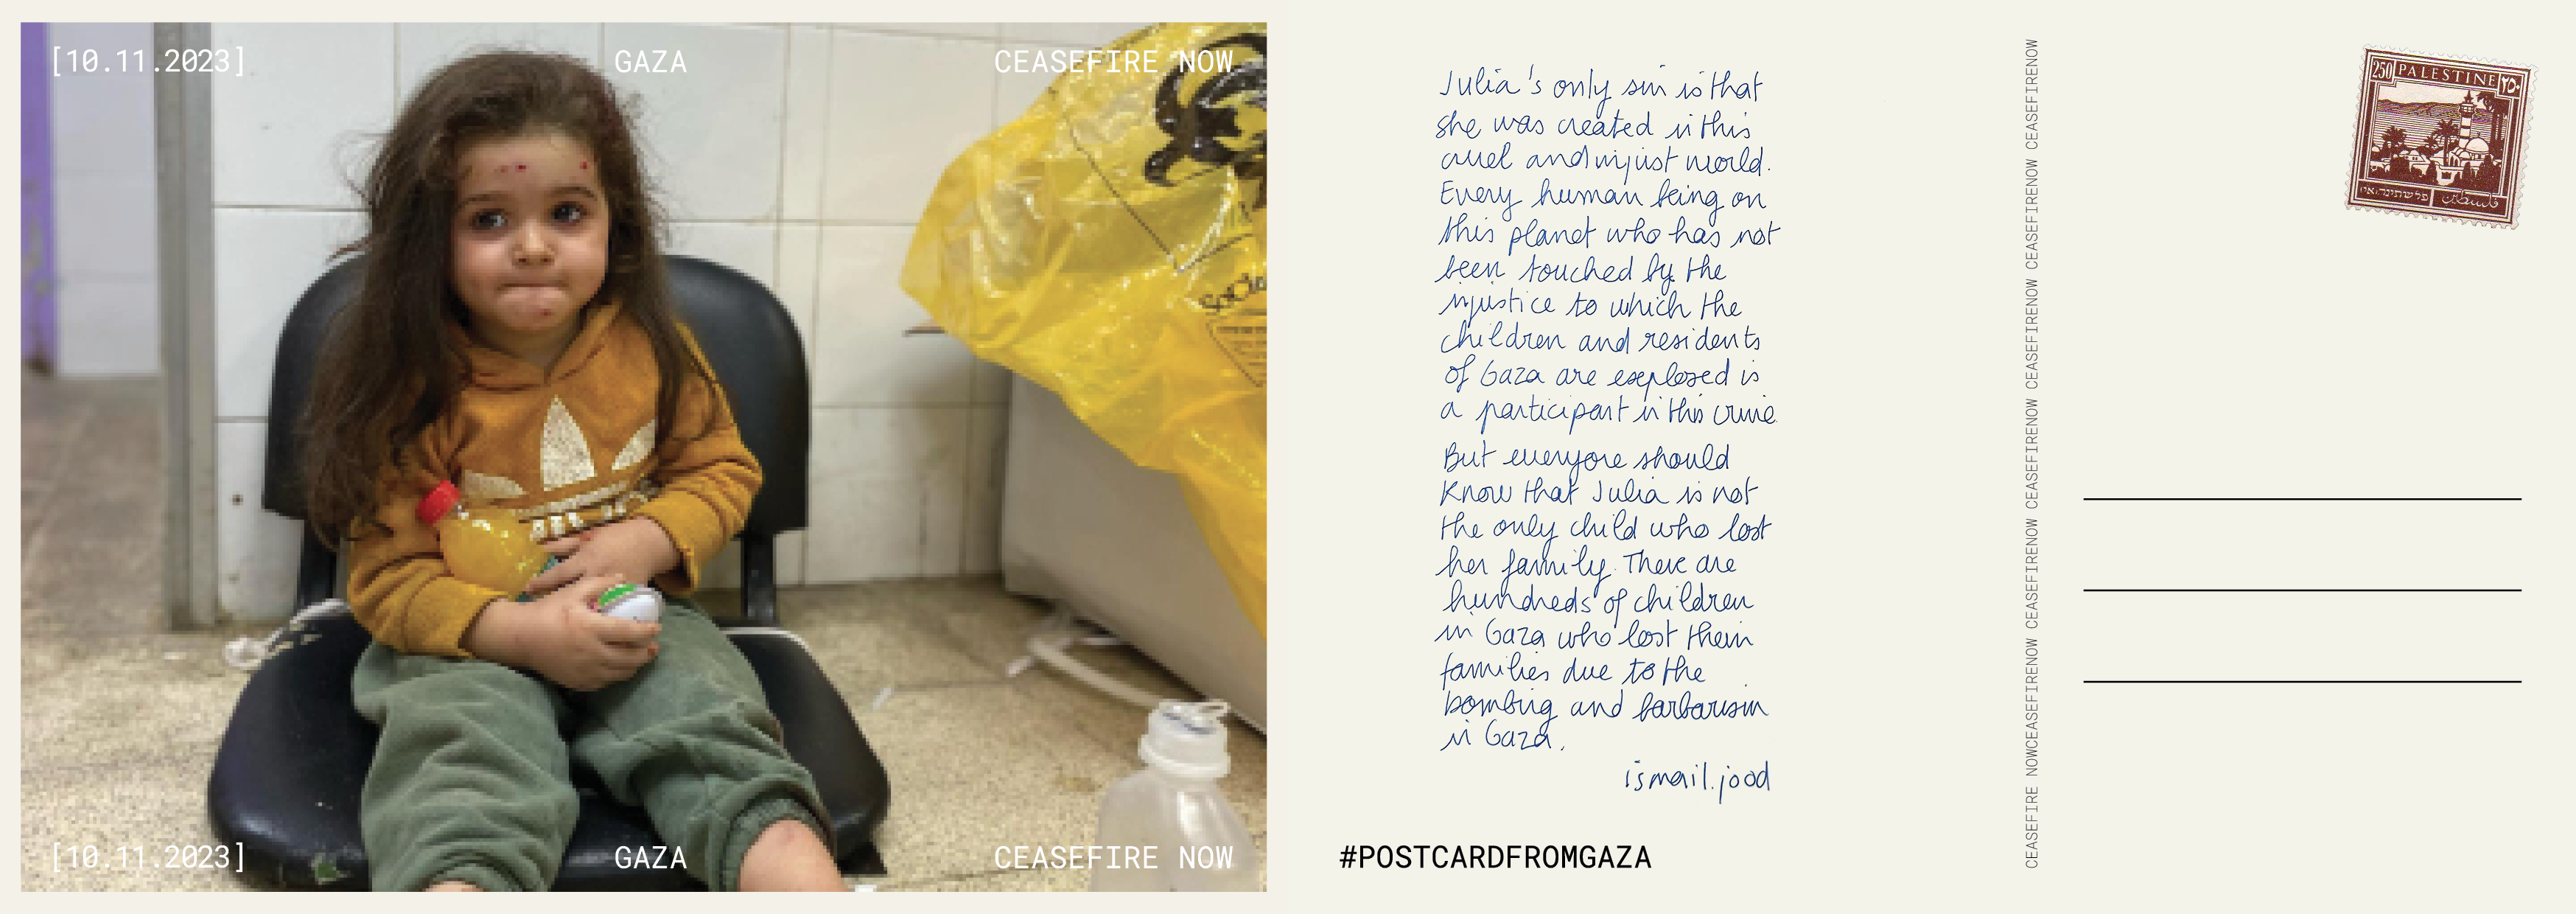 [10.11.2023] GAZA CEASEFIRE NOW
[10.11.2023] GAZA CEASEFIRE NOW
Julia's only sin is that
she was created in this
cruel and injust world.
Every human being on
this planet who has not
been touched by the
injustice to which the
children and residents
of Gaza are exposed is
a participant in this crime.
But everyone should
know that Julia is not
the only child who lost
her family. There are
hundreds of children
in Gaza who lost their
families due to the
bombing and barbarism
in Gaza.
ismail.jood
#POSTCARDFROMGAZA
CEASEFIRE NOWCEASEFIRENOW CEASEFIRENOW CEASEFIRENOW CEASEFIRENOW CEASEFIRENOW CEASEFIRENOW
250 PALESTINE ٢٥٠
פלשתינה א״י فلسطين